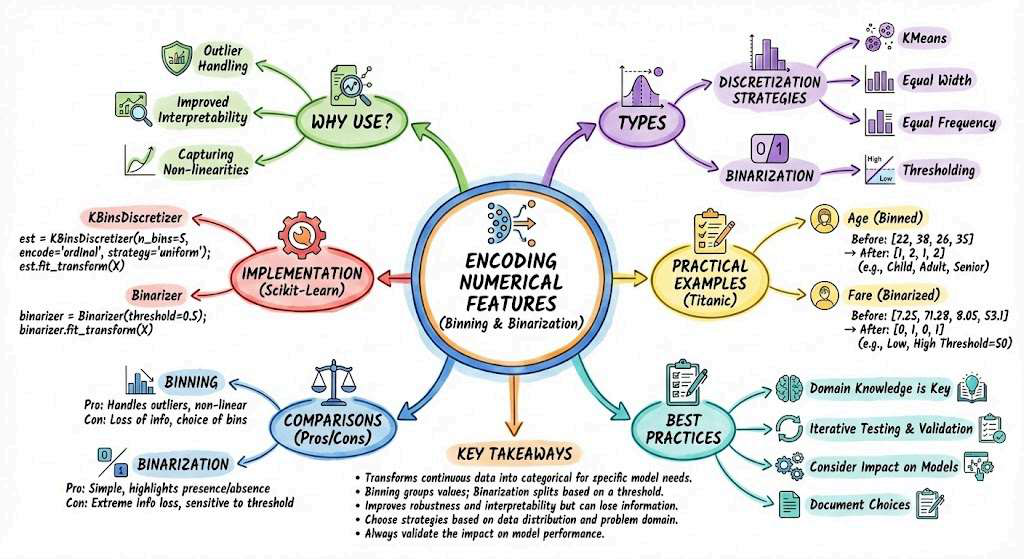 ENCODING
NUMERICAL
FEATURES
(Binning & Binarization)
WHY USE?
Outlier
Handling
Improved
Interpretability
Capturing
Non-linearities
TYPES
DISCRETIZATION
STRATEGIES
KMeans
Equal Width
Equal Frequency
BINARIZATION
0/1
High
Low
Thresholding
IMPLEMENTATION
(Scikit-Learn)
KBinsDiscretizer
est = KBinsDiscretizer(n_bins=5,
encode='ordinal', strategy='uniform');
est.fit_transform(X)
Binarizer
binarizer = Binarizer(threshold=0.5);
binarizer.fit_transform(X)
PRACTICAL
EXAMPLES
(Titanic)
Age (Binned)
Before: [22, 38, 26, 35]
→ After: [1, 2, 1, 2]
(e.g., Child, Adult, Senior)
Fare (Binarized)
Before: [7.25, 71.28, 8.05, 53.1]
→ After: [0, 1, 0, 1]
(e.g., Low, High Threshold=50)
COMPARISONS
(Pros/Cons)
BINNING
Pro: Handles outliers, non-linear
Con: Loss of info, choice of bins
0
1
BINARIZATION
Pro: Simple, highlights presence/absence
Con: Extreme info loss, sensitive to threshold
KEY TAKEAWAYS
• Transforms continuous data into categorical for specific model needs.
• Binning groups values; Binarization splits based on a threshold.
• Improves robustness and interpretability but can lose information.
• Choose strategies based on data distribution and problem domain.
• Always validate the impact on model performance.
BEST
PRACTICES
Domain Knowledge is Key
Iterative Testing & Validation
Consider Impact on Models
Document Choices